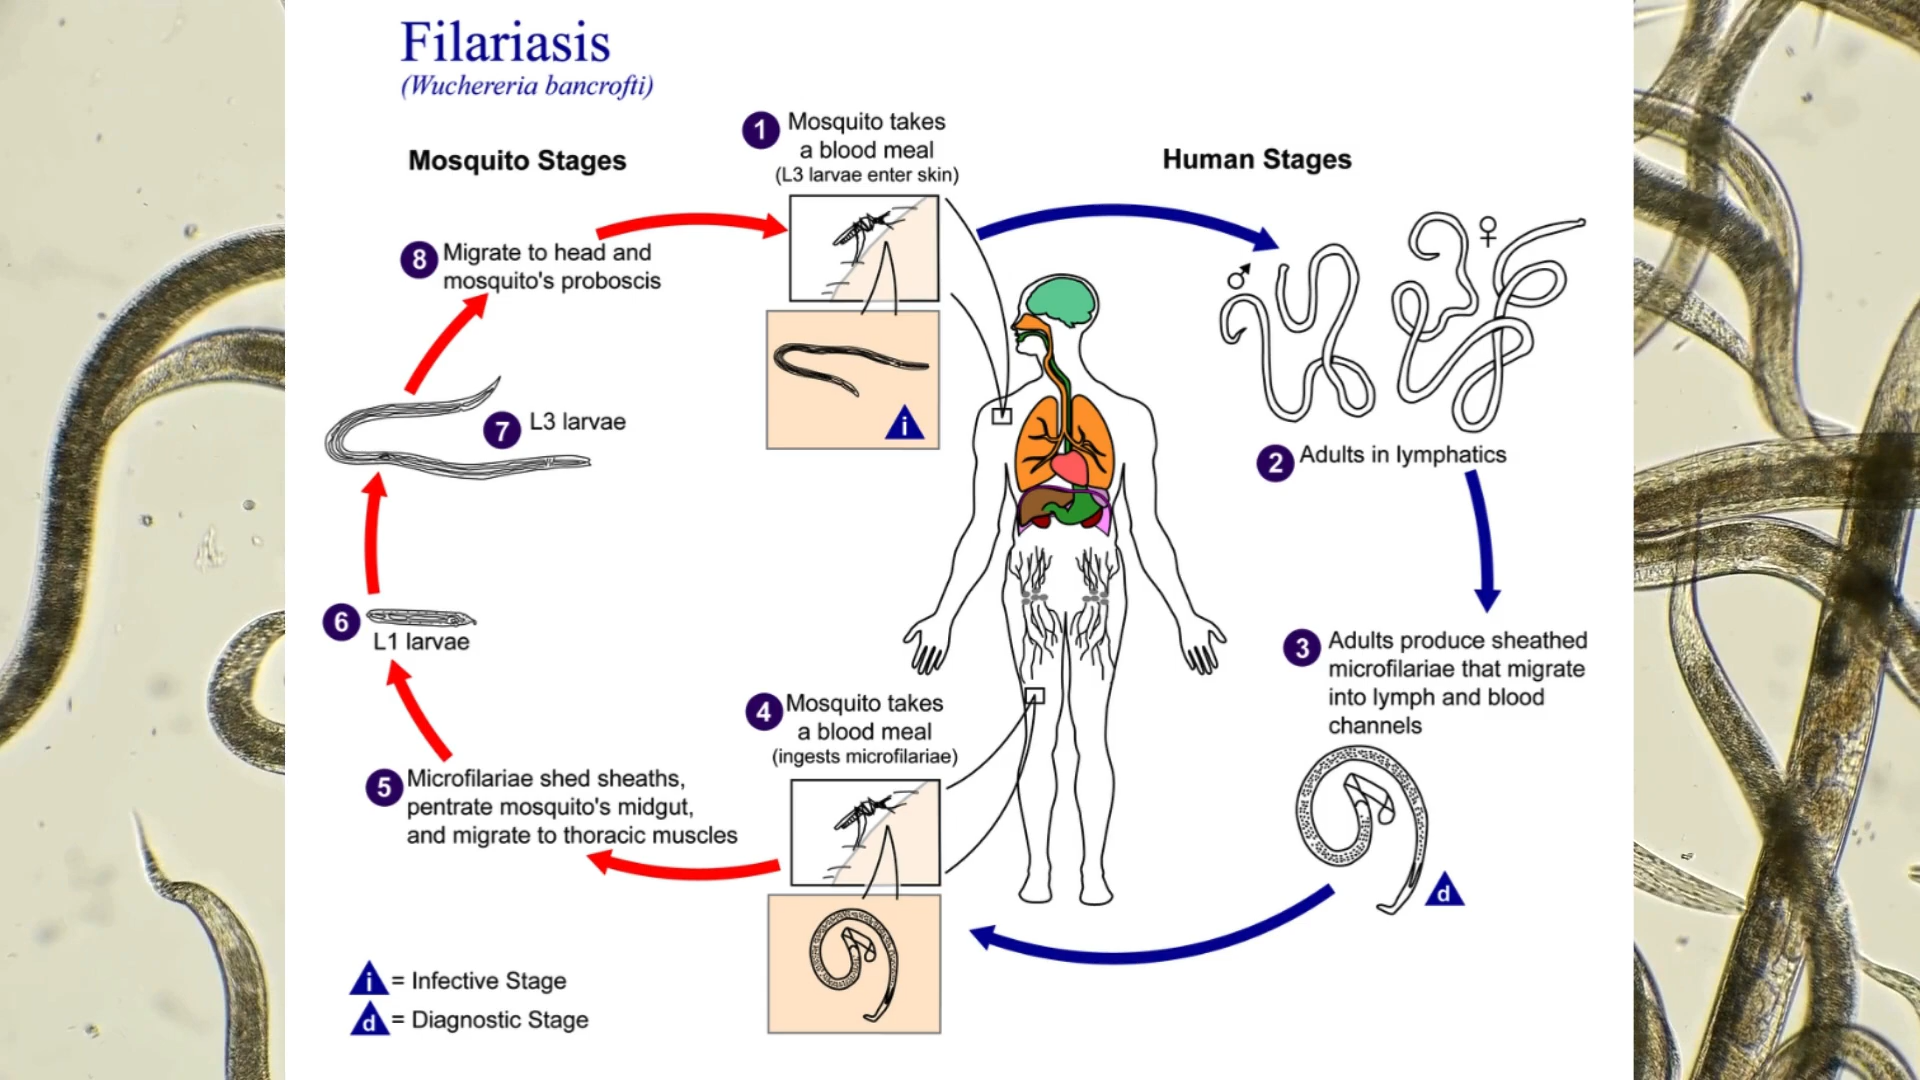 Filariasis
(Wuchereria bancrofti)
Mosquito Stages
Human Stages
1 Mosquito takes
a blood meal
(L3 larvae enter skin)
i
♂
♀
2 Adults in lymphatics
3 Adults produce sheathed
microfilariae that migrate
into lymph and blood
channels
d
4 Mosquito takes
a blood meal
(ingests microfilariae)
5 Microfilariae shed sheaths,
pentrate mosquito's midgut,
and migrate to thoracic muscles
6
L1 larvae
7 L3 larvae
8 Migrate to head and
mosquito's proboscis
i = Infective Stage
d = Diagnostic Stage